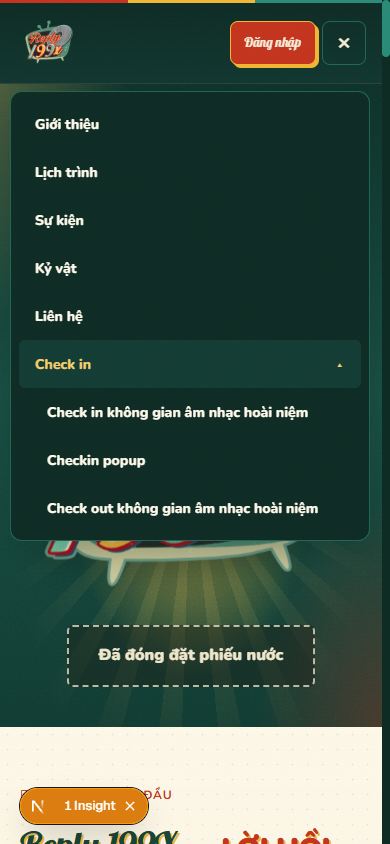 Reply
199x
Đăng nhập
Giới thiệu
Lịch trình
Sự kiện
Kỷ vật
Liên hệ
Check in
Check in không gian âm nhạc hoài niệm
Checkin popup
Check out không gian âm nhạc hoài niệm
Đã đóng đặt phiếu nước
ĐẦU
N 1 Insight
Reply 199X